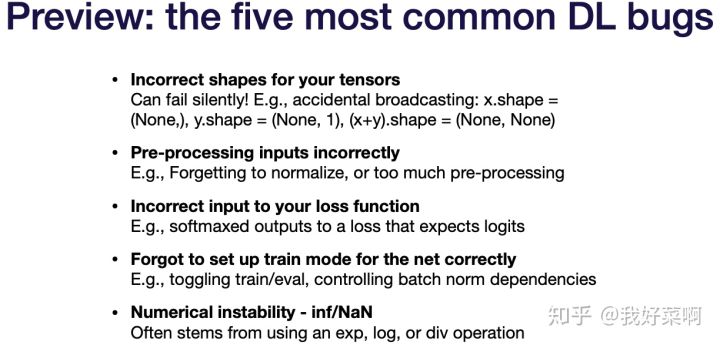 Preview: the five most common DL bugs
• Incorrect shapes for your tensors
Can fail silently! E.g., accidental broadcasting: x.shape =
(None,), y.shape = (None, 1), (x+y).shape = (None, None)
• Pre-processing inputs incorrectly
E.g., Forgetting to normalize, or too much pre-processing
• Incorrect input to your loss function
E.g., softmaxed outputs to a loss that expects logits
• Forgot to set up train mode for the net correctly
E.g., toggling train/eval, controlling batch norm dependencies
• Numerical instability - inf/NaN
Often stems from using an exp, log, or div operation
知乎 @我好菜啊